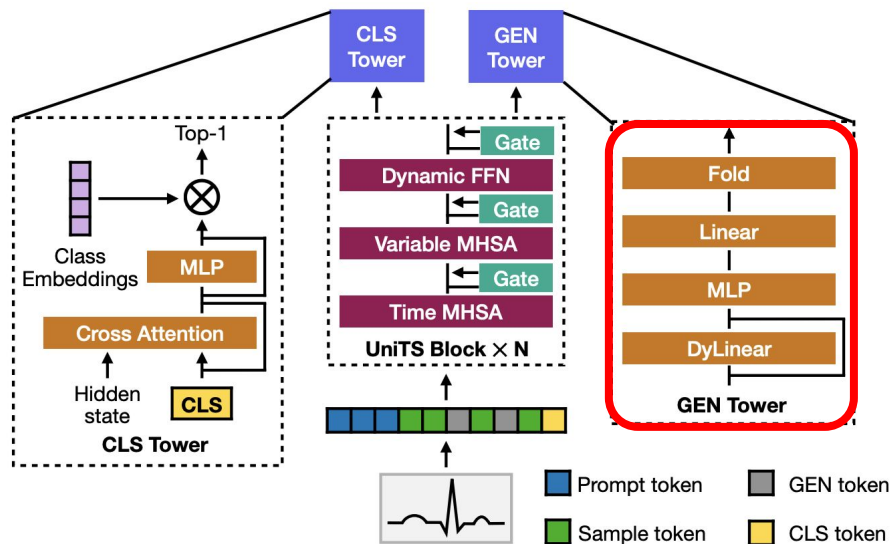 CLS
Tower
GEN
Tower
Top-1
Class
Embeddings
MLP
Cross Attention
Hidden
state
CLS
CLS Tower
Gate
Dynamic FFN
Gate
Variable MHSA
Gate
Time MHSA
UniTS Block × N
Fold
Linear
MLP
DyLinear
GEN Tower
Prompt token
GEN token
Sample token
CLS token